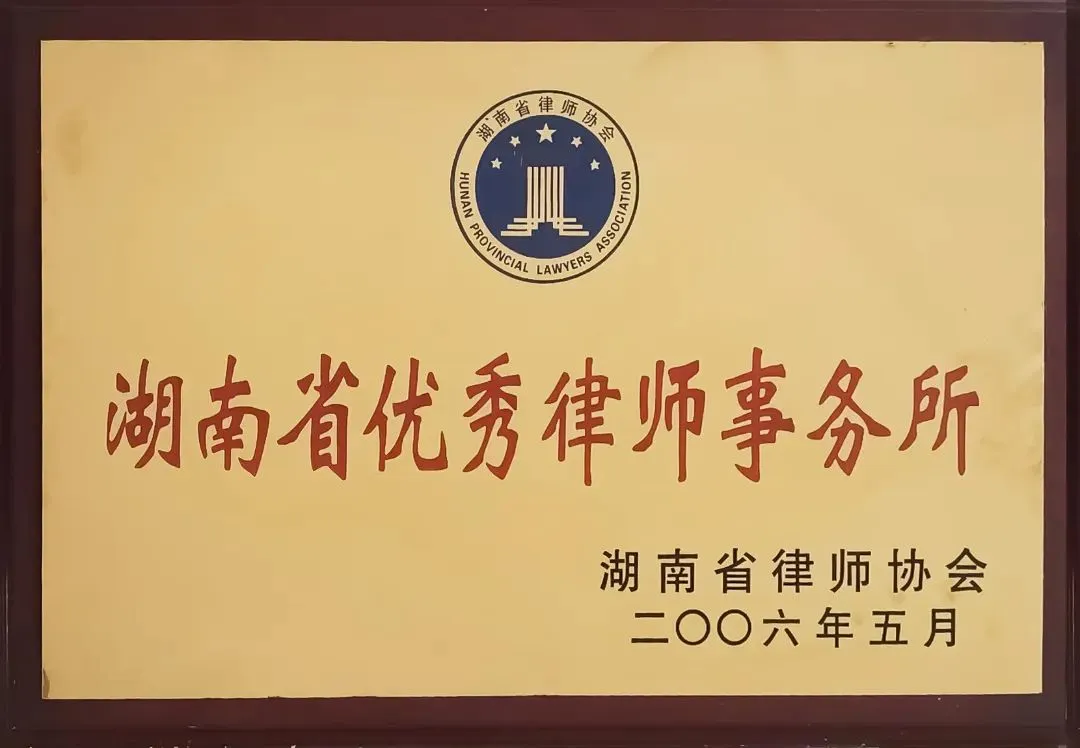 湖南省律师协会
HUNAN PROVINCIAL LAWYERS ASSOCIATION
湖南省优秀律师事务所
湖南省律师协会
二〇〇六年五月